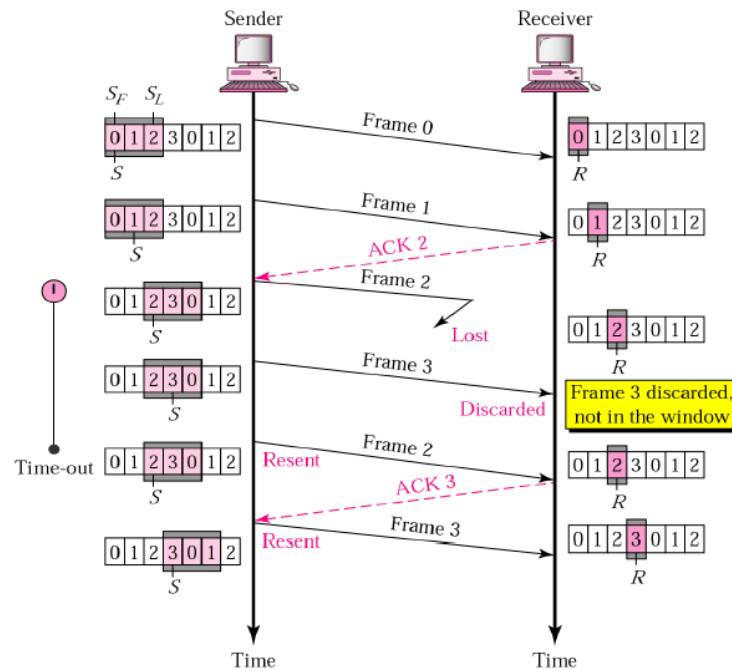 Sender
Receiver
S_F S_L
0 1 2 3 0 1 2
S
Frame 0
0 1 2 3 0 1 2
R
0 1 2 3 0 1 2
S
Frame 1
0 1 2 3 0 1 2
R
ACK 2
0 1 2 3 0 1 2
S
Frame 2
Lost
0 1 2 3 0 1 2
R
0 1 2 3 0 1 2
S
Frame 3
Discarded
Frame 3 discarded,
not in the window
Time-out
0 1 2 3 0 1 2
S
Resent
Frame 2
0 1 2 3 0 1 2
R
ACK 3
0 1 2 3 0 1 2
S
Resent
Frame 3
0 1 2 3 0 1 2
R
Time
Time